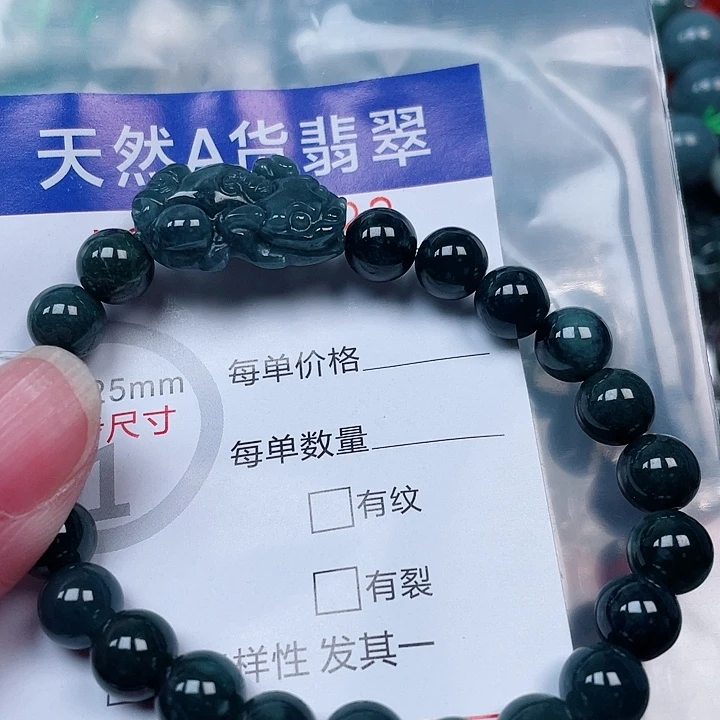 天然A货翡翠
25mm
尺寸
1
每单价格
每单数量
有纹
有裂
样性 发其一